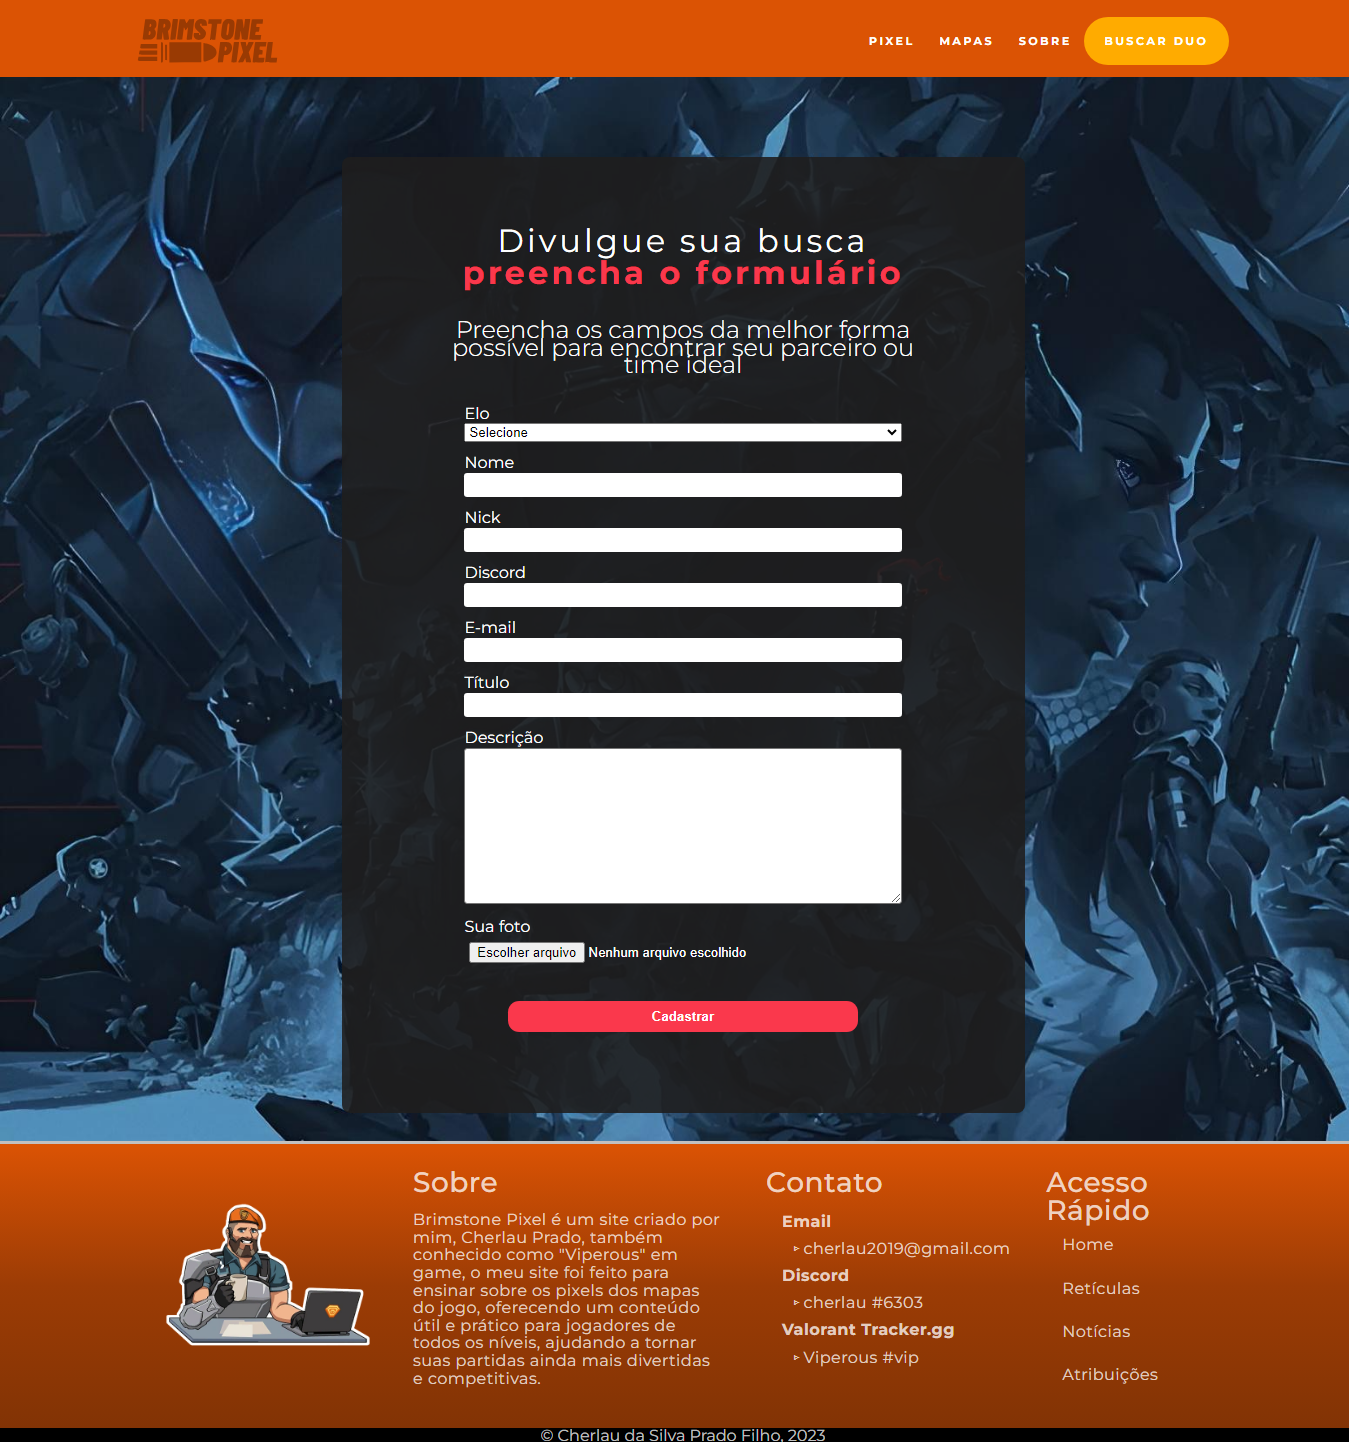 BRIMSTONE
PIXEL
PIXEL MAPAS SOBRE BUSCAR DUO
Divulgue sua busca
preencha o formulário
Preencha os campos da melhor forma
possível para encontrar seu parceiro ou
time ideal
Elo
Selecione
Nome
Nick
Discord
E-mail
Título
Descrição
Sua foto
Escolher arquivo Nenhum arquivo escolhido
Cadastrar
Sobre
Brimstone Pixel é um site criado por
mim, Cherlau Prado, também
conhecido como "Viperous" em
game, o meu site foi feito para
ensinar sobre os pixels dos mapas
do jogo, oferecendo um conteúdo
útil e prático para jogadores de
todos os níveis, ajudando a tornar
suas partidas ainda mais divertidas
e competitivas.
Contato
Email
▹ cherlau2019@gmail.com
Discord
▹ cherlau #6303
Valorant Tracker.gg
▹ Viperous #vip
Acesso
Rápido
Home
Retículas
Notícias
Atribuições
© Cherlau da Silva Prado Filho, 2023